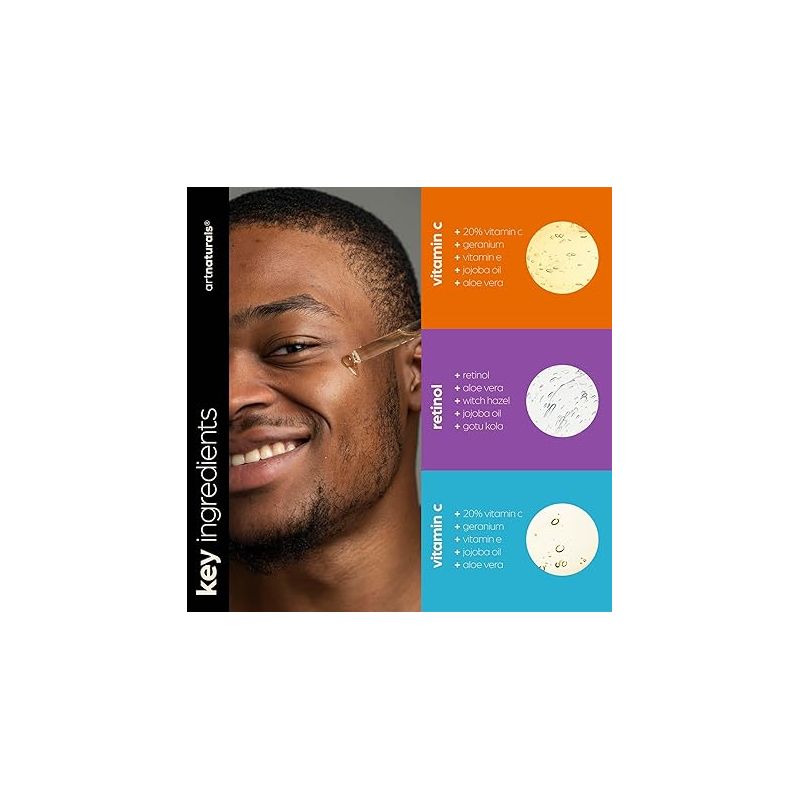 artnaturals®
key ingredients
vitamin c
+ 20% vitamin c
+ geranium
+ vitamin e
+ jojoba oil
+ aloe vera
retinol
+ retinol
+ aloe vera
+ witch hazel
+ jojoba oil
+ gotu kola
vitamin c
+ 20% vitamin c
+ geranium
+ vitamin e
+ jojoba oil
+ aloe vera